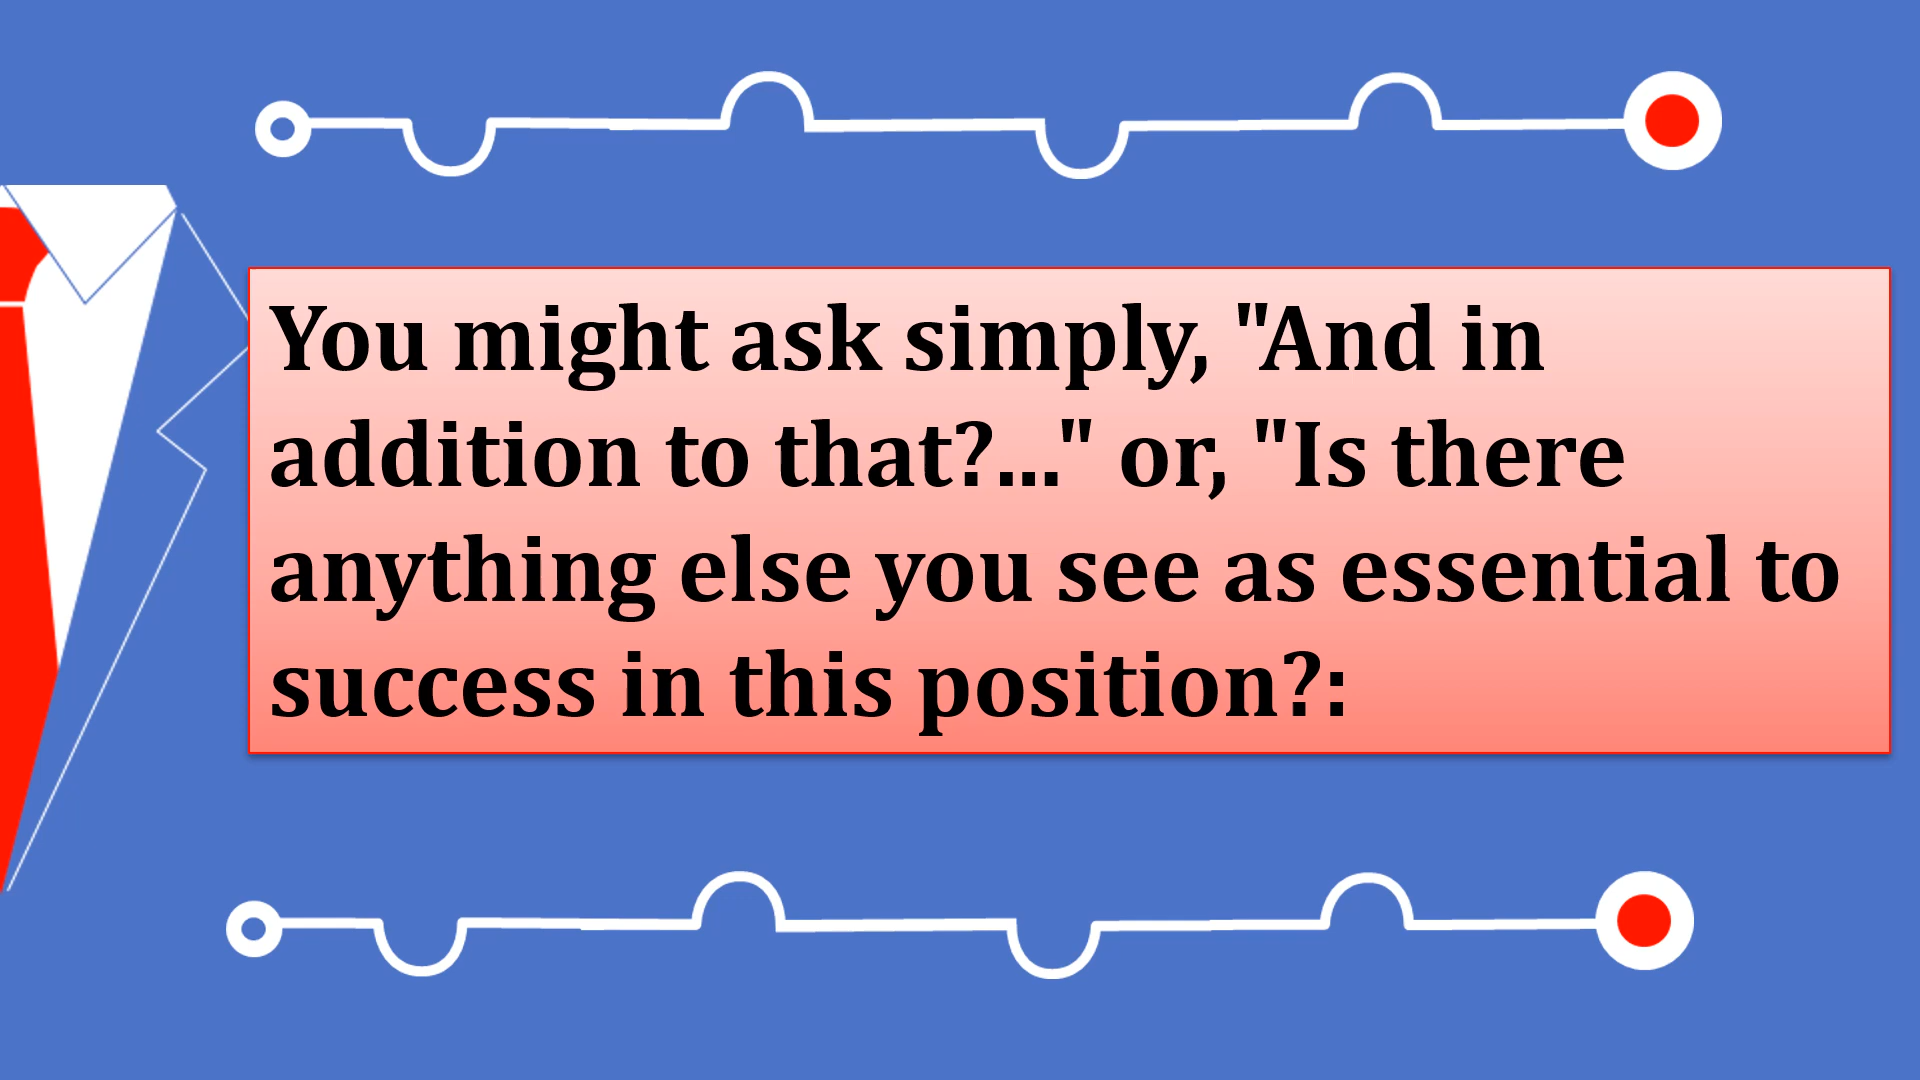 You might ask simply, "And in
addition to that?..." or, "Is there
anything else you see as essential to
success in this position?: